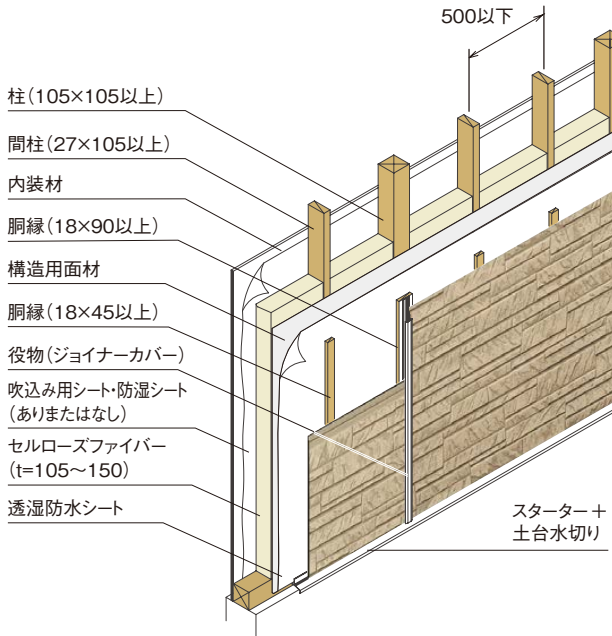 500以下
柱（105×105以上）
間柱（27×105以上）
内装材
胴縁（18×90以上）
構造用面材
胴縁（18×45以上）
役物（ジョイナーカバー）
吹込み用シート・防湿シート
（ありまたはなし）
セルローズファイバー
（t=105～150）
透湿防水シート
スターター＋
土台水切り